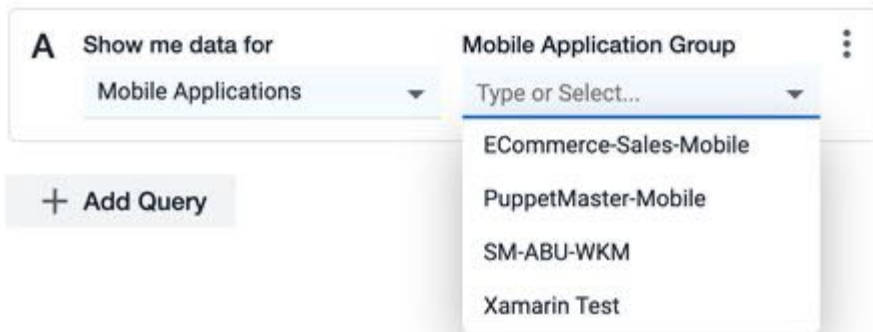 A Show me data for Mobile Application Group
Mobile Applications Type or Select...
ECommerce-Sales-Mobile
+ Add Query PuppetMaster-Mobile
SM-ABU-WKM
Xamarin Test